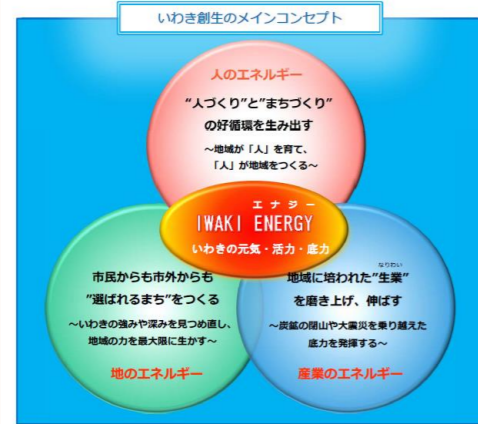 いわき創生のメインコンセプト
人のエネルギー
“人づくり”と”まちづくり”
の好循環を生み出す
～地域が「人」を育て、
「人」が地域をつくる～
エナジー
IWAKI ENERGY
いわきの元気・活力・底力
市民からも市外からも
”選ばれるまち”をつくる
～いわきの強みや深みを見つめ直し、
地域の力を最大限に生かす～
地のエネルギー
なりわい
地域に培われた”生業”
を磨き上げ、伸ばす
～炭鉱の閉山や大震災を乗り越えた
底力を発揮する～
産業のエネルギー